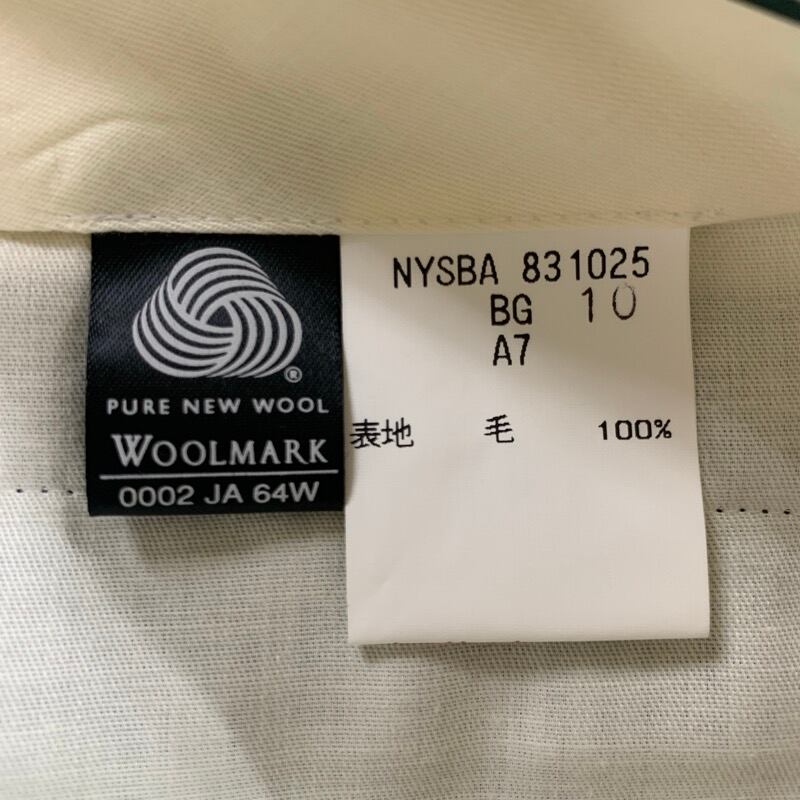 ®
PURE NEW WOOL
WOOLMARK
0002 JA 64W
NYSBA 831025
BG 10
A7
表地 毛 100%